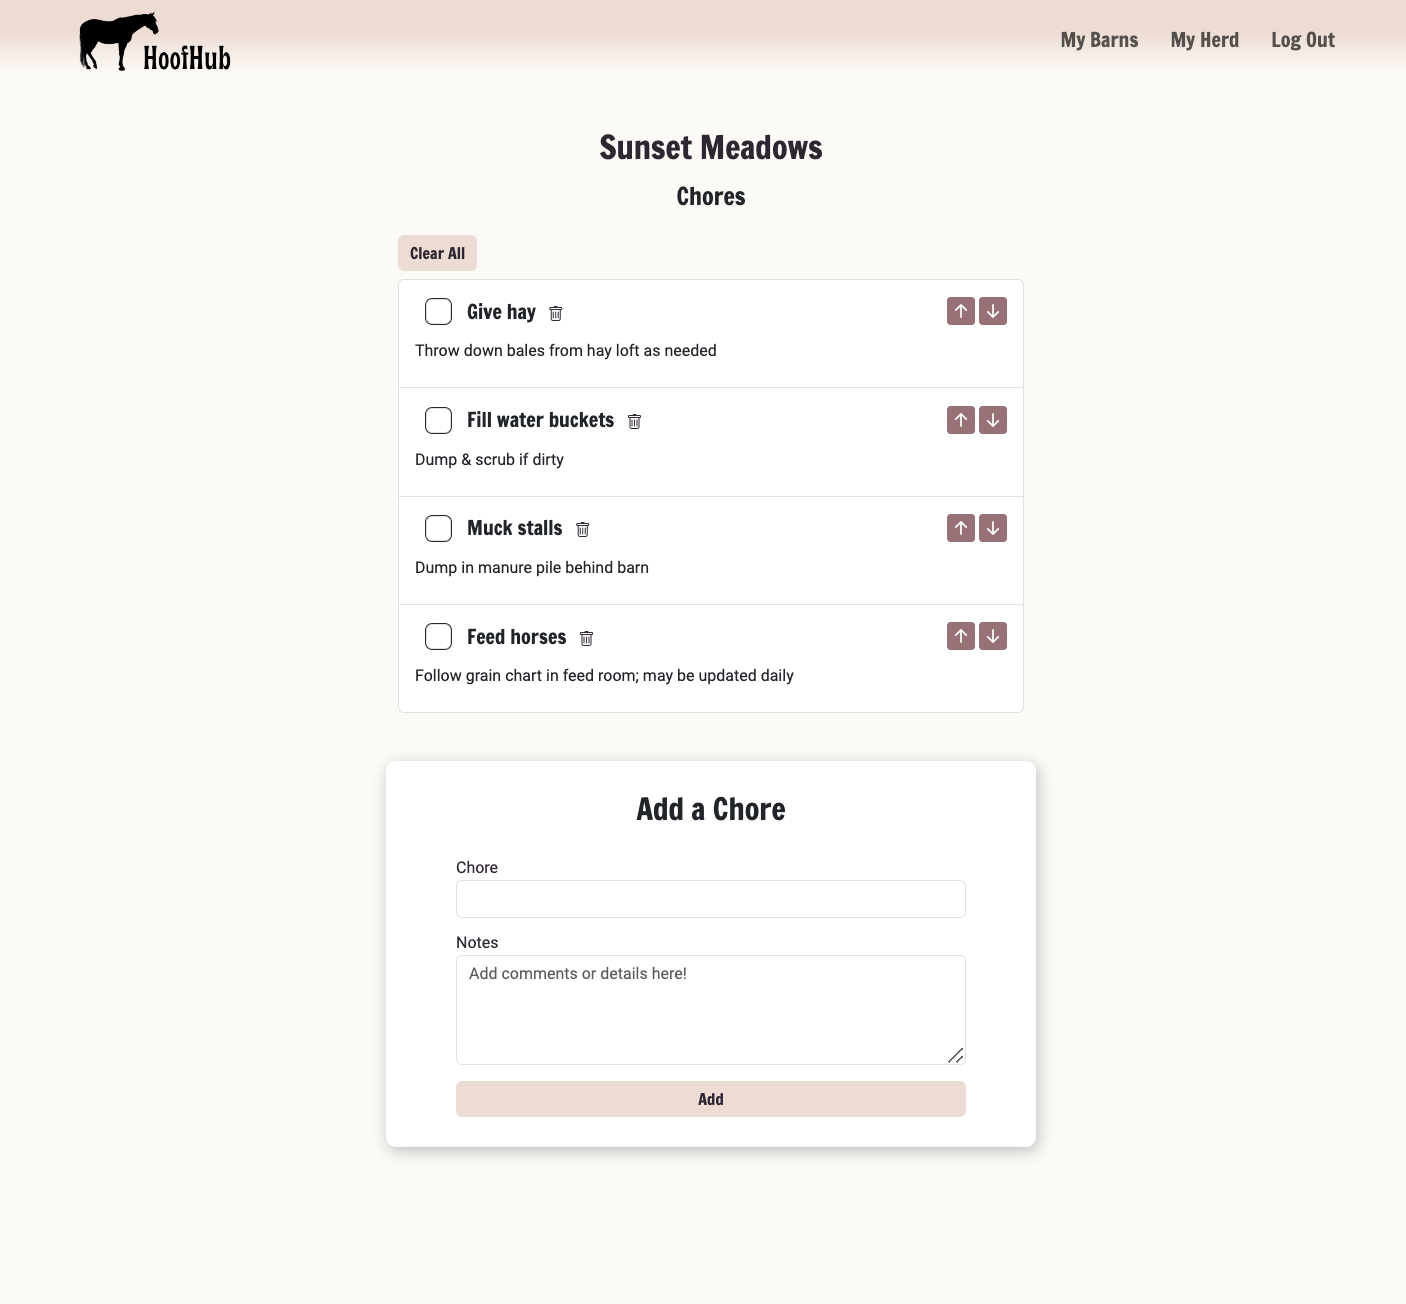 HoofHub
My Barns
My Herd
Log Out
Sunset Meadows
Chores
Clear All
Give hay
Throw down bales from hay loft as needed
Fill water buckets
Dump & scrub if dirty
Muck stalls
Dump in manure pile behind barn
Feed horses
Follow grain chart in feed room; may be updated daily
Add a Chore
Chore
Notes
Add comments or details here!
Add